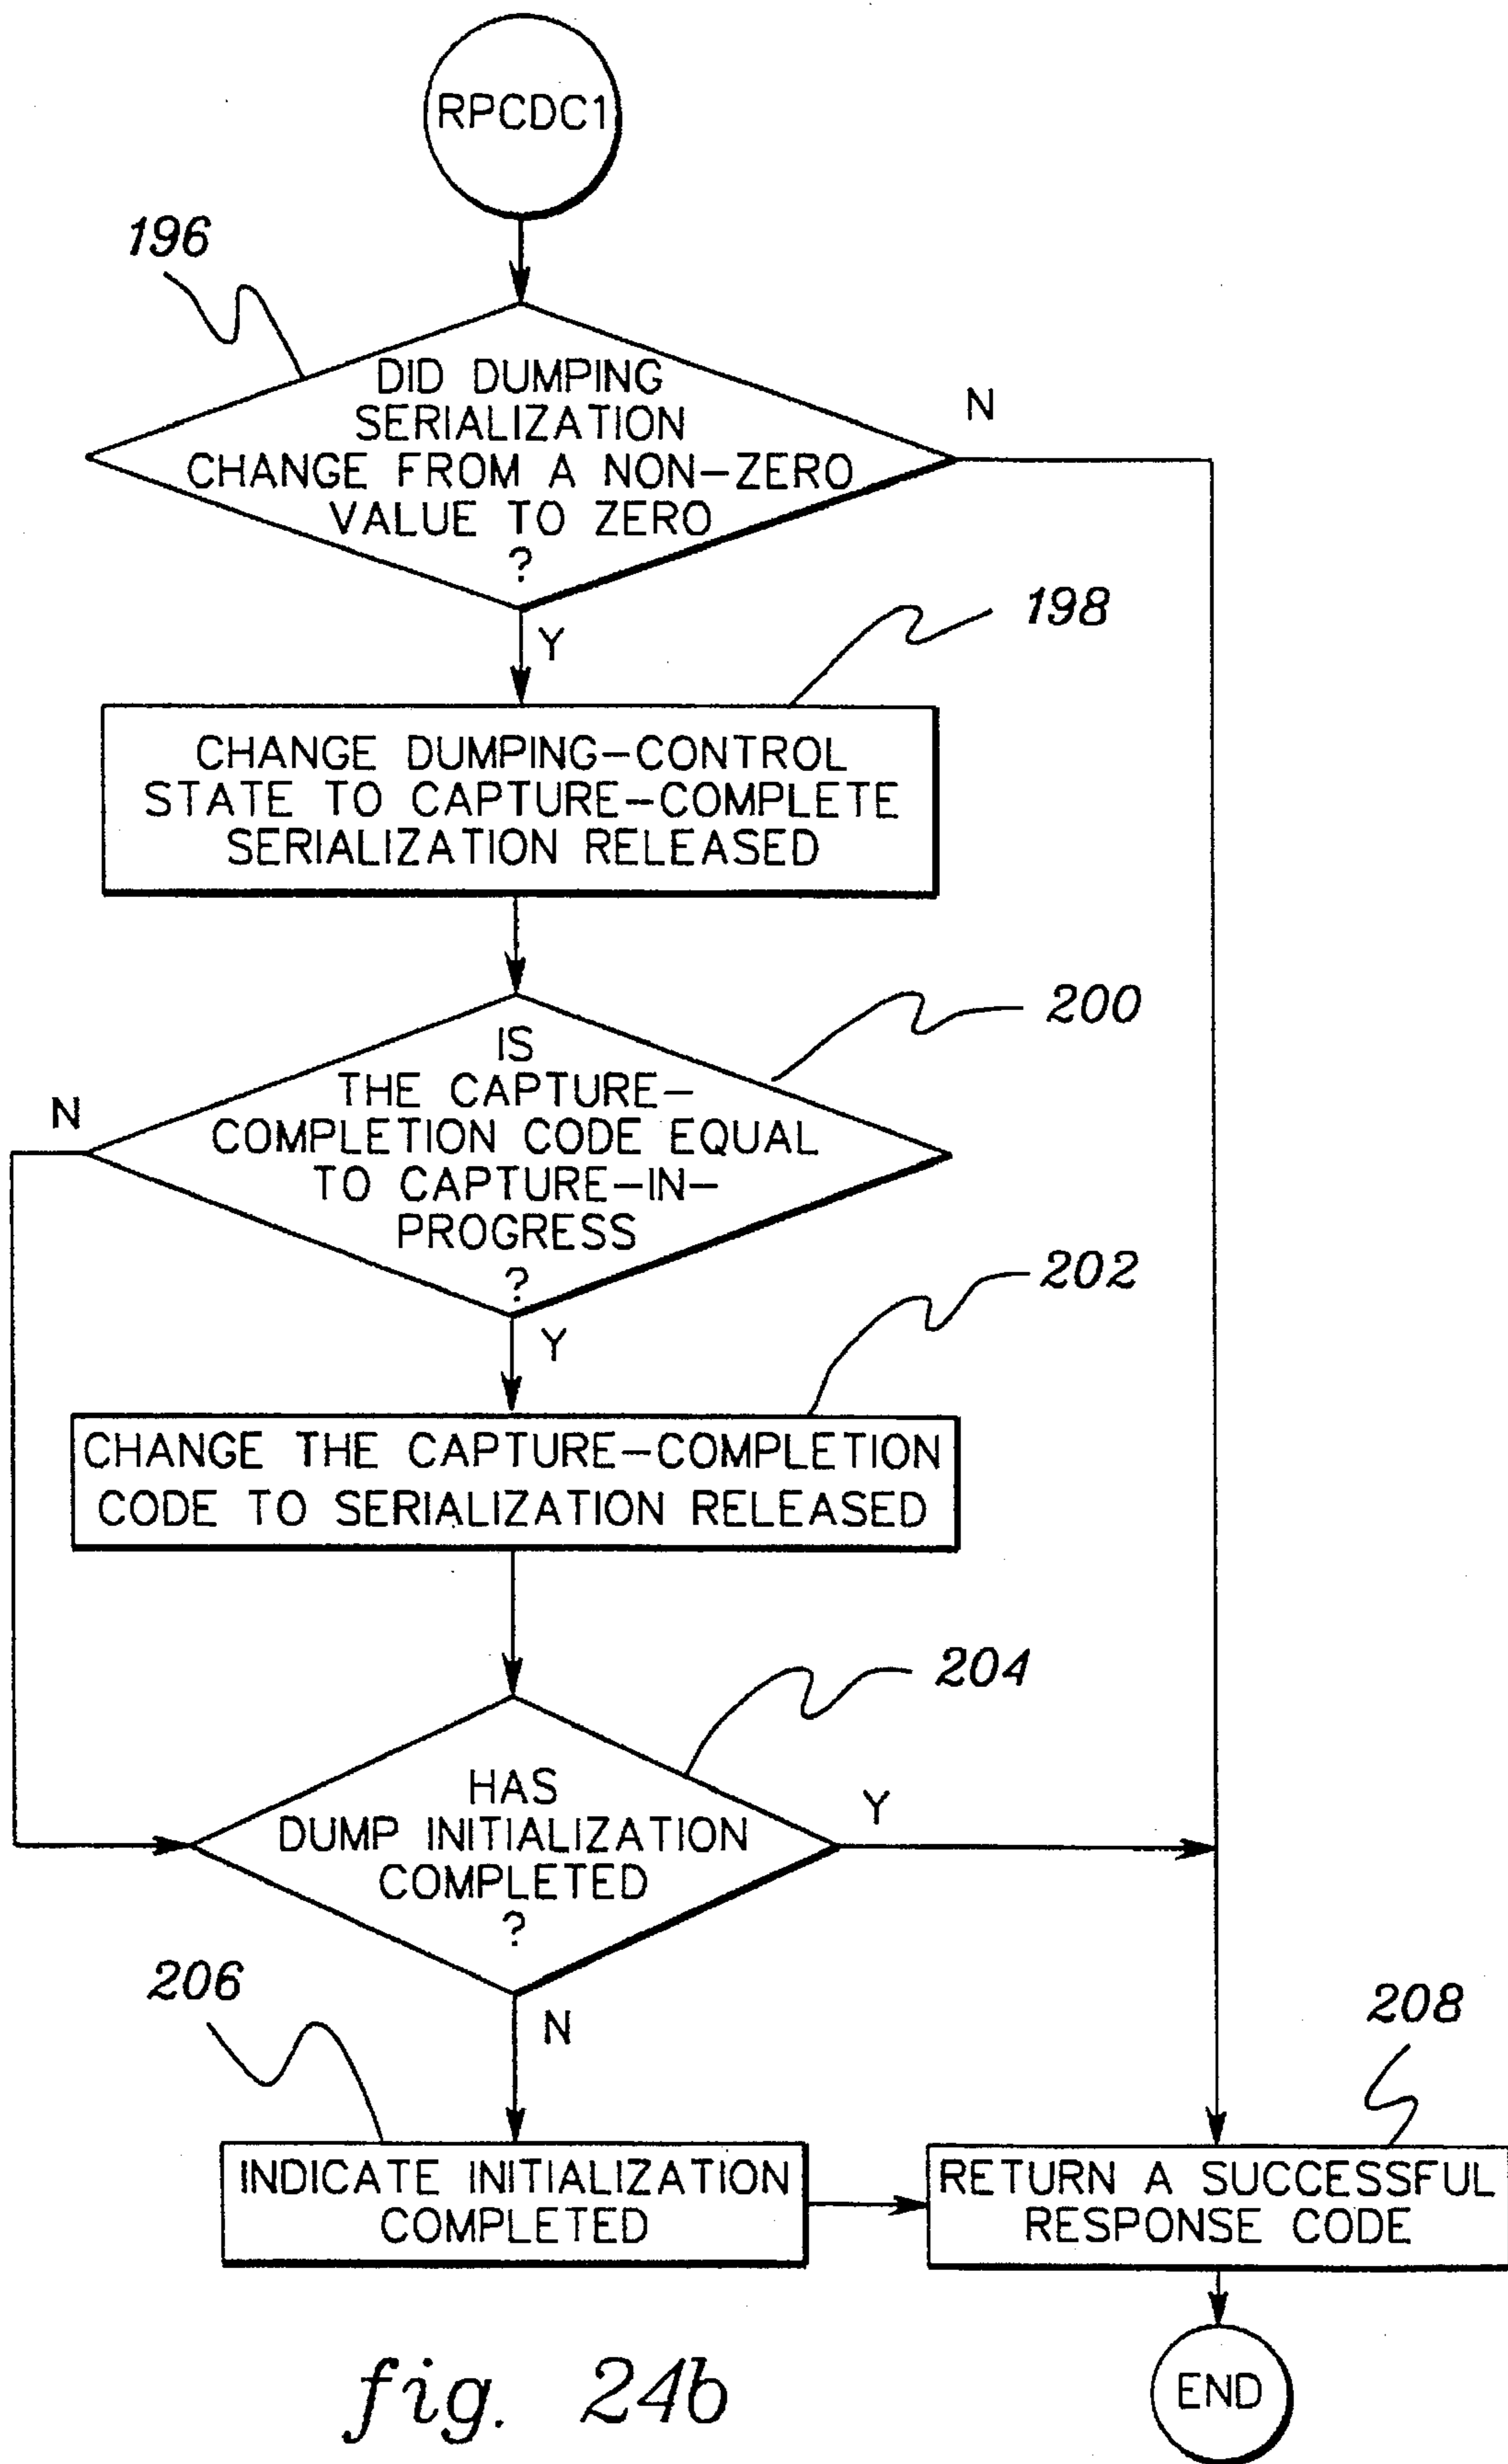 RPCDC1
196
DID DUMPING
SERIALIZATION
CHANGE FROM A NON-ZERO
VALUE TO ZERO
?
N
Y
198
CHANGE DUMPING-CONTROL
STATE TO CAPTURE-COMPLETE
SERIALIZATION RELEASED
200
IS
THE CAPTURE-
COMPLETION CODE EQUAL
TO CAPTURE-IN-
PROGRESS
?
N
Y
202
CHANGE THE CAPTURE-COMPLETION
CODE TO SERIALIZATION RELEASED
204
HAS
DUMP INITIALIZATION
COMPLETED
?
Y
N
206
INDICATE INITIALIZATION
COMPLETED
208
RETURN A SUCCESSFUL
RESPONSE CODE
END
fig. 24b